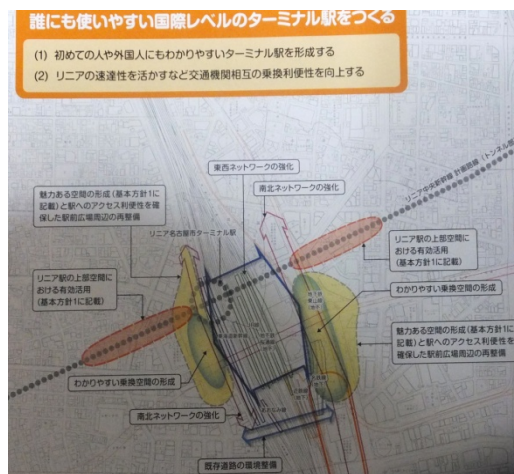 誰にも使いやすい国際レベルのターミナル駅をつくる
(1) 初めての人や外国人にもわかりやすいターミナル駅を形成する
(2) リニアの速達性を活かすなど交通機関相互の乗換利便性を向上する
東西ネットワークの強化
南北ネットワークの強化
リニア中央新幹線 計画路線 (トンネル
魅力ある空間の形成(基本方針1に
記載)と駅へのアクセス利便性を確
保した駅前広場周辺の再整備
リニア名古屋市ターミナル駅
リニア駅の上部空間に
おける有効活用
(基本方針1に記載)
リニア駅の上部空間に
おける有効活用
(基本方針1に記載)
わかりやすい乗換空間の形成
魅力ある空間の形成(基本方針1に
記載)と駅へのアクセス利便性を
確保した駅前広場周辺の再整備
わかりやすい乗換空間の形成
南北ネットワークの強化
あおなみ線
既存道路の環境整備